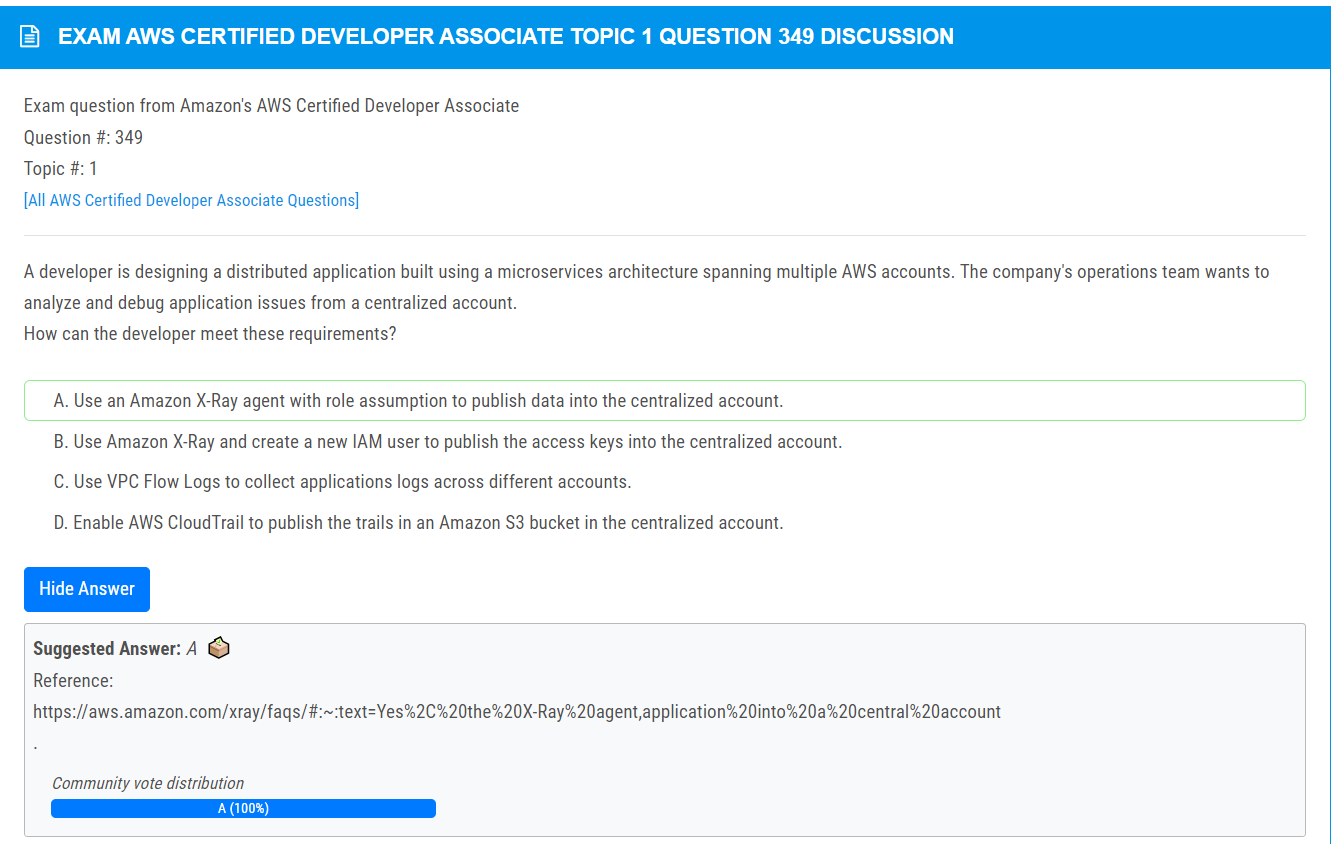 EXAM AWS CERTIFIED DEVELOPER ASSOCIATE TOPIC 1 QUESTION 349 DISCUSSION
Exam question from Amazon's AWS Certified Developer Associate
Question #: 349
Topic #: 1
[All AWS Certified Developer Associate Questions]
A developer is designing a distributed application built using a microservices architecture spanning multiple AWS accounts. The company's operations team wants to
analyze and debug application issues from a centralized account.
How can the developer meet these requirements?
A. Use an Amazon X-Ray agent with role assumption to publish data into the centralized account.
B. Use Amazon X-Ray and create a new IAM user to publish the access keys into the centralized account.
C. Use VPC Flow Logs to collect applications logs across different accounts.
D. Enable AWS CloudTrail to publish the trails in an Amazon S3 bucket in the centralized account.
Hide Answer
Suggested Answer: A
Reference:
https://aws.amazon.com/xray/faqs/#:~:text=Yes%2C%20the%20X-Ray%20agent,application%20into%20a%20central%20account
.
Community vote distribution
A (100%)